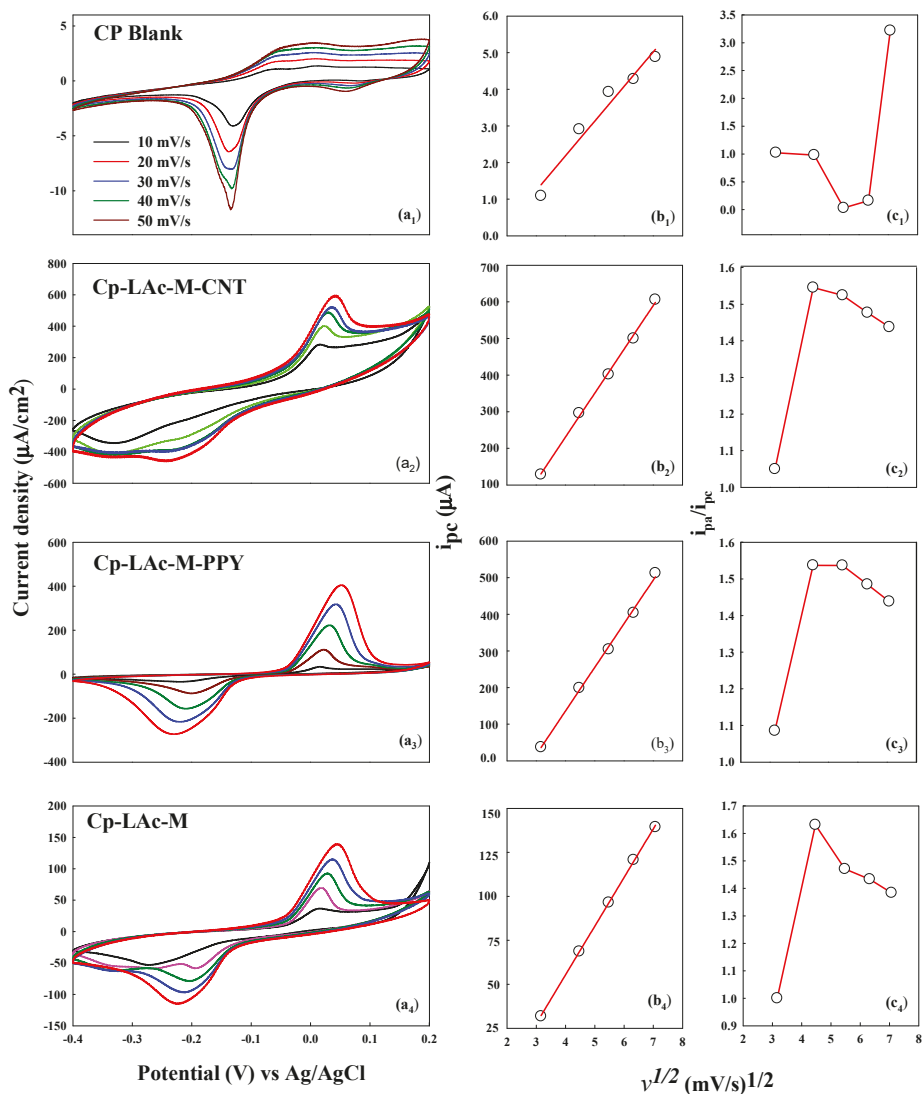 CP Blank
5
0
-5
-10
10 mV/s
20 mV/s
30 mV/s
40 mV/s
50 mV/s
(a1)
6.0
5.0
4.0
3.0
2.0
1.0
0.0
(b1)
3.5
3.0
2.5
2.0
1.5
1.0
0.5
0.0
(c1)
Cp-LAc-M-CNT
800
600
400
200
0
-200
-400
-600
(a2)
700
600
500
400
300
200
100
(b2)
1.6
1.5
1.4
1.3
1.2
1.1
1.0
(c2)
Current density (μA/cm2)
ipc (μA)
ipa/ipc
Cp-LAc-M-PPY
600
400
200
0
-200
-400
(a3)
600
500
400
300
200
100
0.0
(b3)
1.6
1.5
1.4
1.3
1.2
1.1
1.0
(c3)
Cp-LAc-M
200
150
100
50
0
-50
-100
-150
(a4)
-0.4 -0.3 -0.2 -0.1 0.0 0.1 0.2
150
125
100
75
50
25
(b4)
2 3 4 5 6 7 8
1.7
1.6
1.5
1.4
1.3
1.2
1.1
1.0
0.9
(c4)
2 3 4 5 6 7 8
Potential (V) vs Ag/AgCl
v1/2 (mV/s)1/2